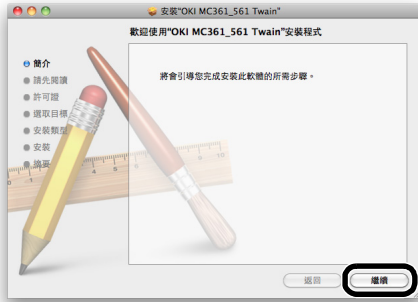 安裝"OKI MC361_561 Twain"
歡迎使用"OKI MC361_561 Twain"安裝程式
簡介
請先閱讀
許可證
選取目標
安裝類型
安裝
摘要
將會引導您完成安裝此軟體的所需步驟。
返回
繼續